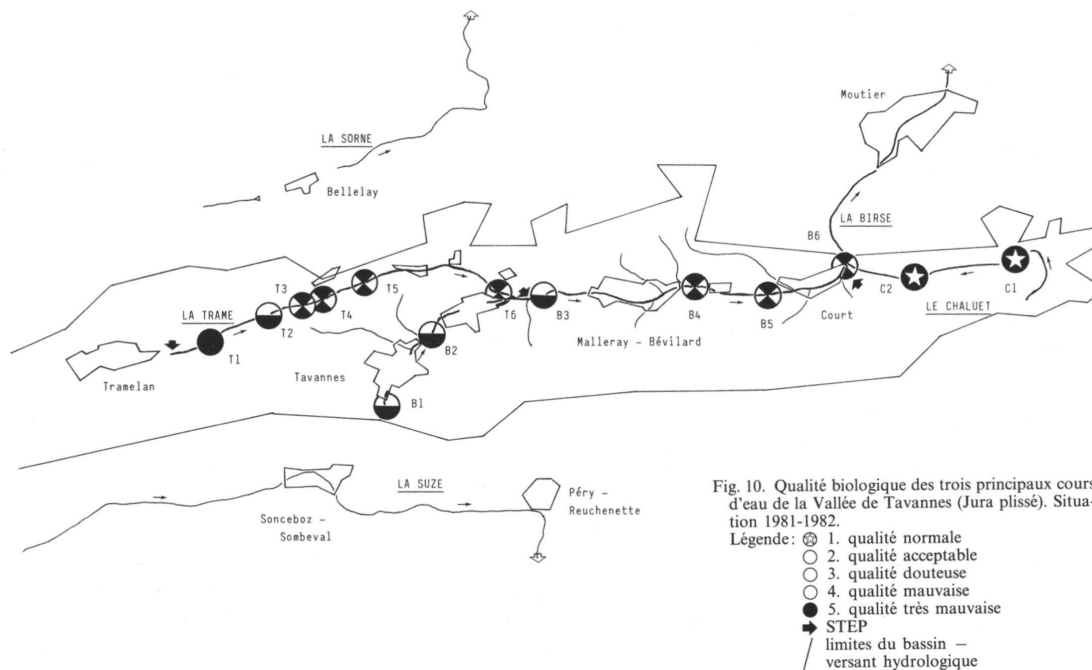 Moutier
LA SORNE
Bellelay
LA BIRSE
B6
T3
T5
C2
C1
LA TRAME
T4
T6
B3
B4
LE CHALUET
T2
B5
Court
T1
B2
Malleray - Bévilard
Tramelan
Tavannes
B1
LA SUZE
Péry -
Reuchenette
Sonceboz -
Sombeval
Fig. 10. Qualité biologique des trois principaux cours
d'eau de la Vallée de Tavannes (Jura plissé). Situa-
tion 1981-1982.
Légende: 1. qualité normale
2. qualité acceptable
3. qualité douteuse
4. qualité mauvaise
5. qualité très mauvaise
STEP
limites du bassin –
versant hydrologique